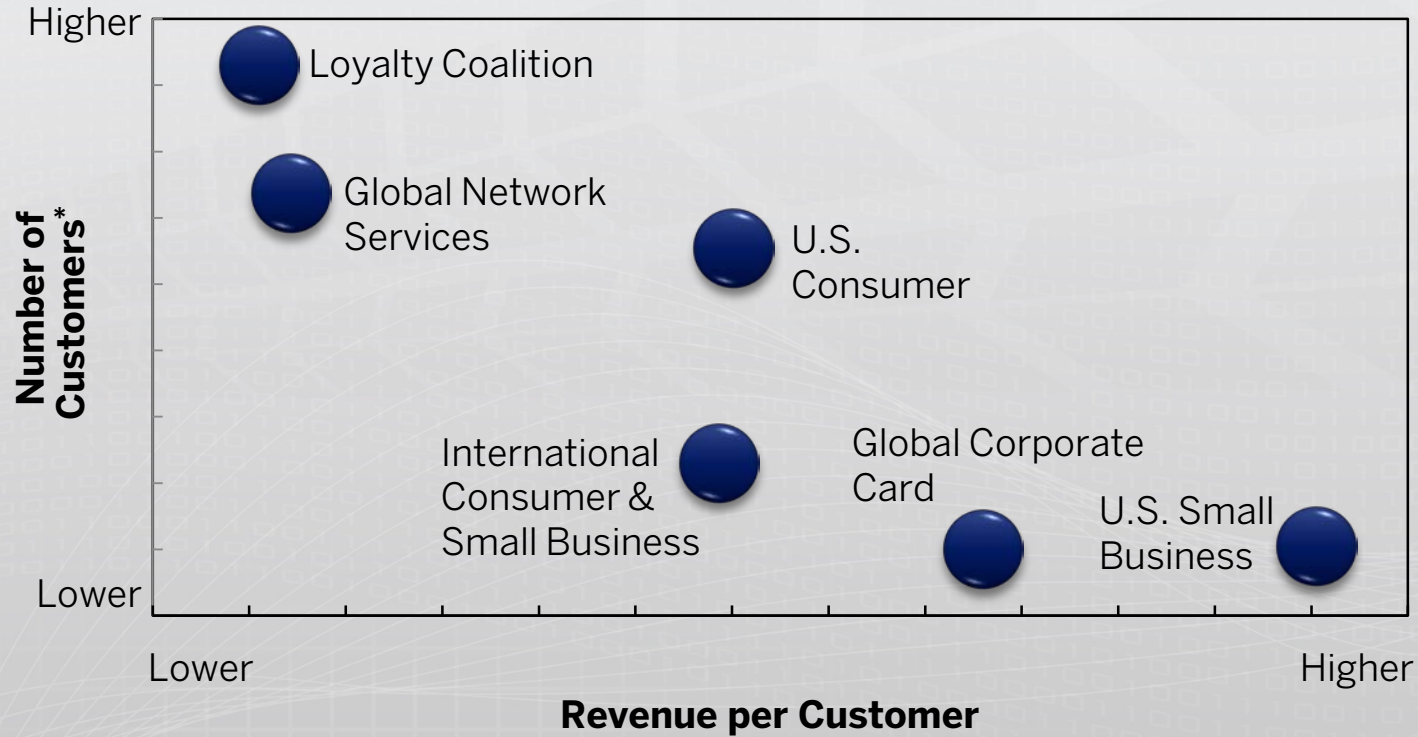 Higher
Loyalty Coalition
Global Network
Services
U.S.
Consumer
Number of
Customers*
International
Consumer &
Small Business
Global Corporate
Card
U.S. Small
Business
Lower
Lower
Higher
Revenue per Customer